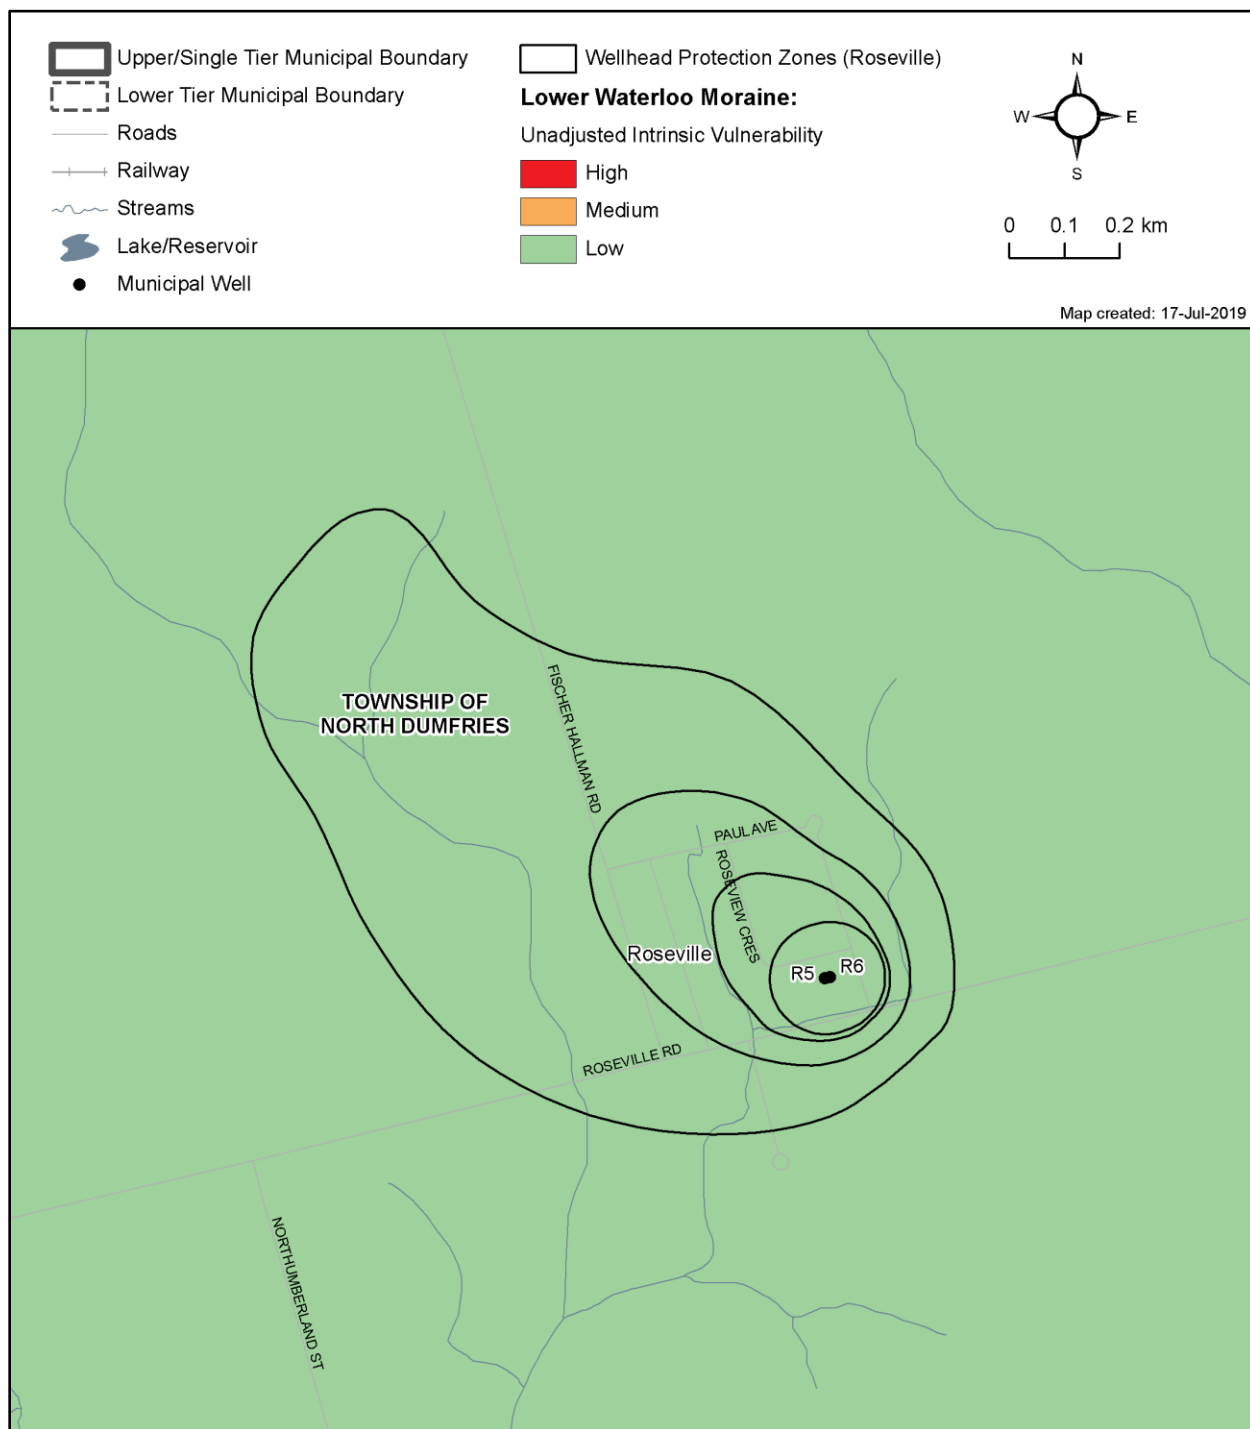 Upper/Single Tier Municipal Boundary
Lower Tier Municipal Boundary
Roads
Railway
Streams
Lake/Reservoir
Municipal Well
Wellhead Protection Zones (Roseville)
Lower Waterloo Moraine:
Unadjusted Intrinsic Vulnerability
High
Medium
Low
N
W E
S
0 0.1 0.2 km
Map created: 17-Jul-2019
FISCHER HALLMAN RD
TOWNSHIP OF
NORTH DUMFRIES
PAUL AVE
ROSEVIEW CRES
Roseville
R5 R6
ROSEVILLE RD
NORTHUMBERLAND ST